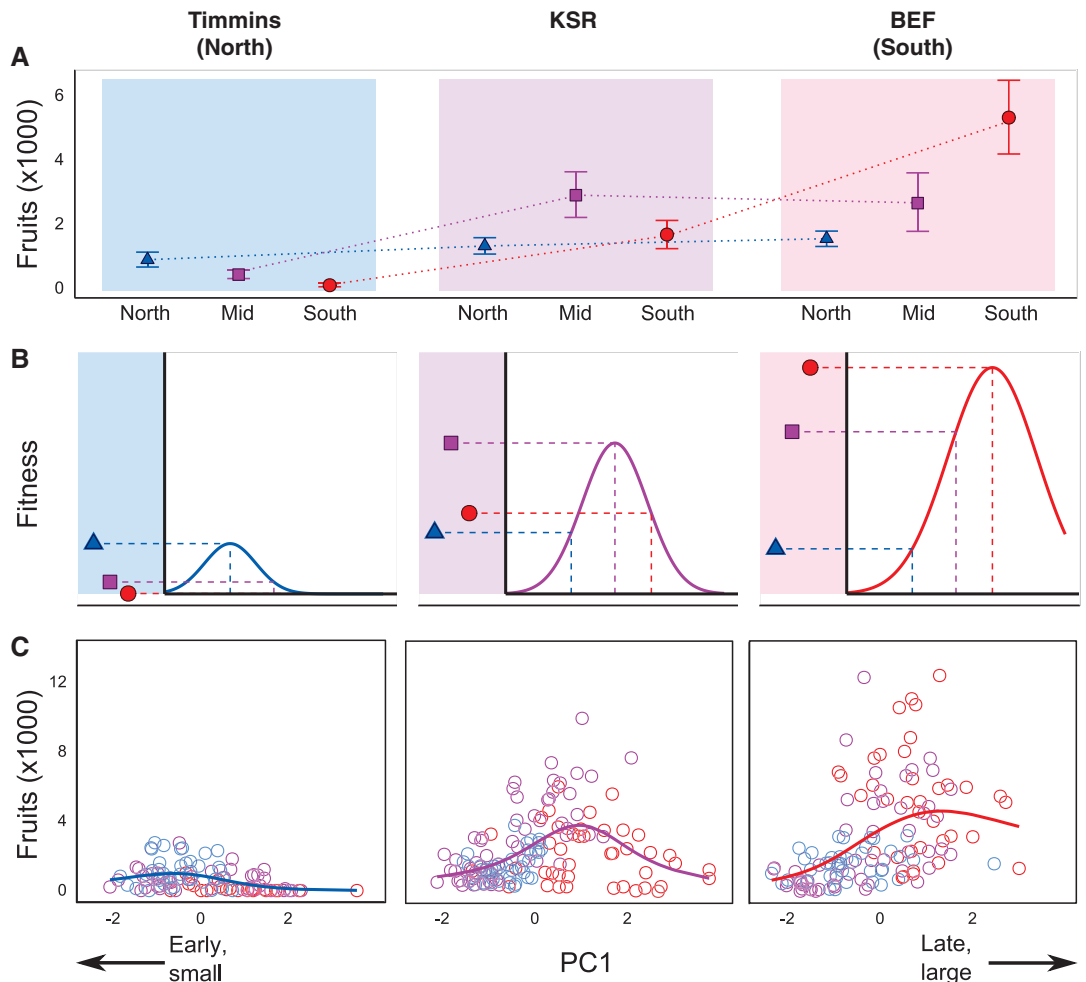 Timmins
(North)
KSR
BEF
(South)
A
Fruits (x1000)
6
4
2
0
North Mid South North Mid South North Mid South
B
Fitness
C
Fruits (x1000)
12
8
4
0
-2 0 2 -2 0 2 -2 0 2
Early,
small
PC1
Late,
large